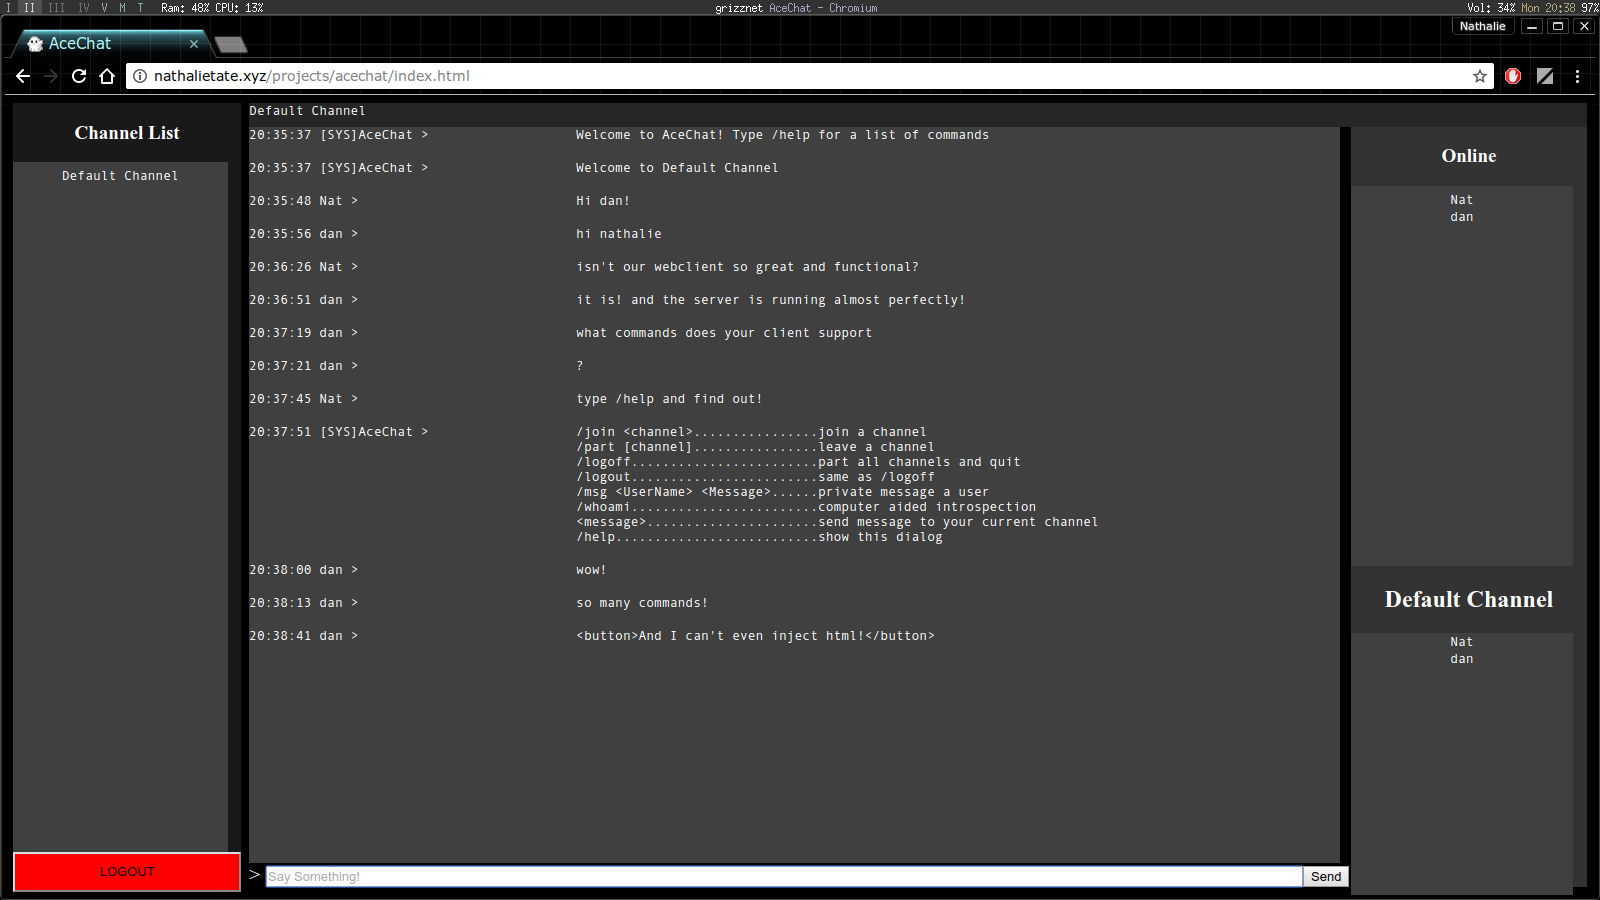 I II III IV V M T Ram: 48% CPU: 13% grizznet AceChat - Chromium Vol: 34% Mon 20:38 97%
Nathalie
AceChat
nathalietate.xyz/projects/acechat/index.html
Channel List
Default Channel
LOGOUT
Default Channel
20:35:37 [SYS]AceChat > Welcome to AceChat! Type /help for a list of commands
20:35:37 [SYS]AceChat > Welcome to Default Channel
20:35:48 Nat > Hi dan!
20:35:56 dan > hi nathalie
20:36:26 Nat > isn't our webclient so great and functional?
20:36:51 dan > it is! and the server is running almost perfectly!
20:37:19 dan > what commands does your client support
20:37:21 dan > ?
20:37:45 Nat > type /help and find out!
20:37:51 [SYS]AceChat > /join <channel>................join a channel
/part [channel]................leave a channel
/logoff........................part all channels and quit
/logout........................same as /logoff
/msg <UserName> <Message>......private message a user
/whoami........................computer aided introspection
<message>......................send message to your current channel
/help..........................show this dialog
20:38:00 dan > wow!
20:38:13 dan > so many commands!
20:38:41 dan > <button>And I can't even inject html!</button>
> Say Something! Send
Online
Nat
dan
Default Channel
Nat
dan